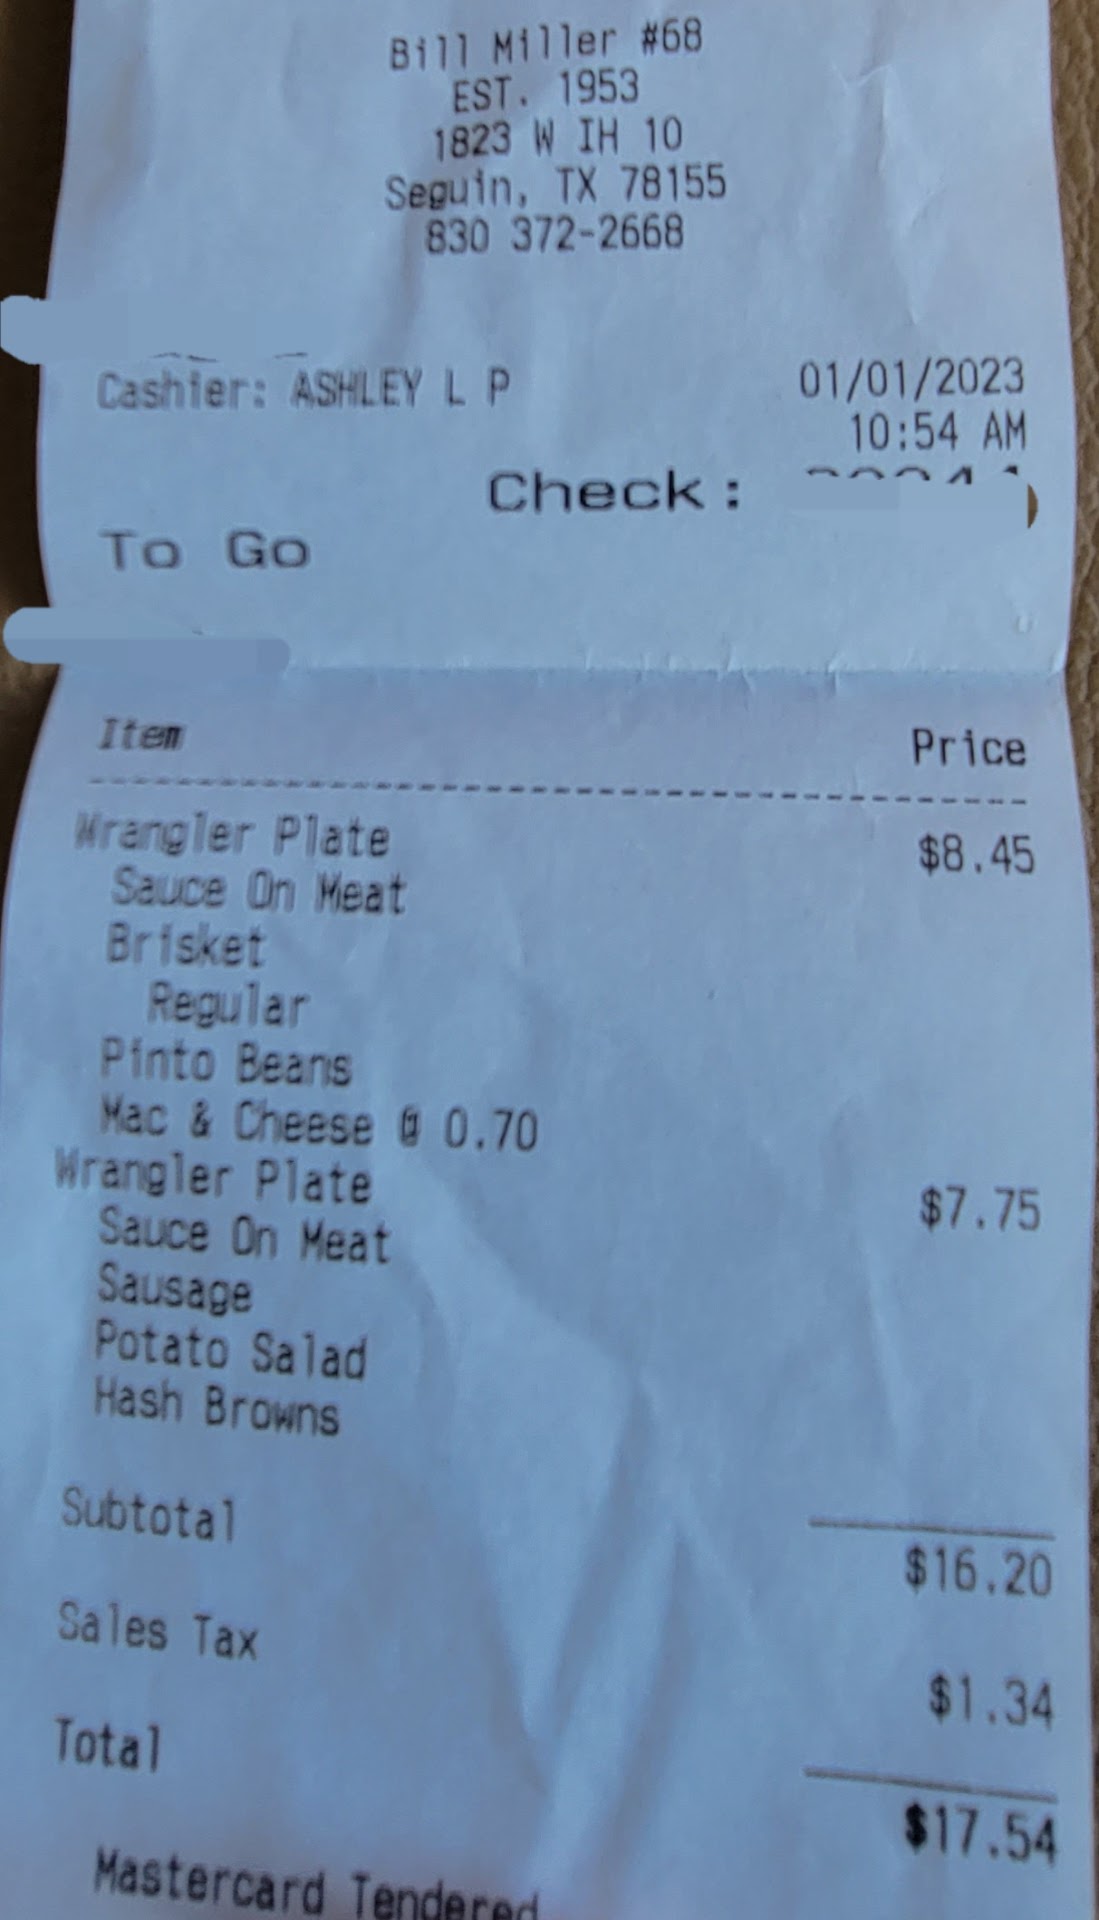 Bill Miller #68
EST. 1953
1823 W IH 10
Seguin, TX 78155
830 372-2668
Cashier: ASHLEY L P 01/01/2023
10:54 AM
Check:
To Go
Item Price
Wrangler Plate $8.45
Sauce On Meat
Brisket
Regular
Pinto Beans
Mac & Cheese @ 0.70
Wrangler Plate $7.75
Sauce On Meat
Sausage
Potato Salad
Hash Browns
Subtotal $16.20
Sales Tax $1.34
Total $17.54
Mastercard Tendered